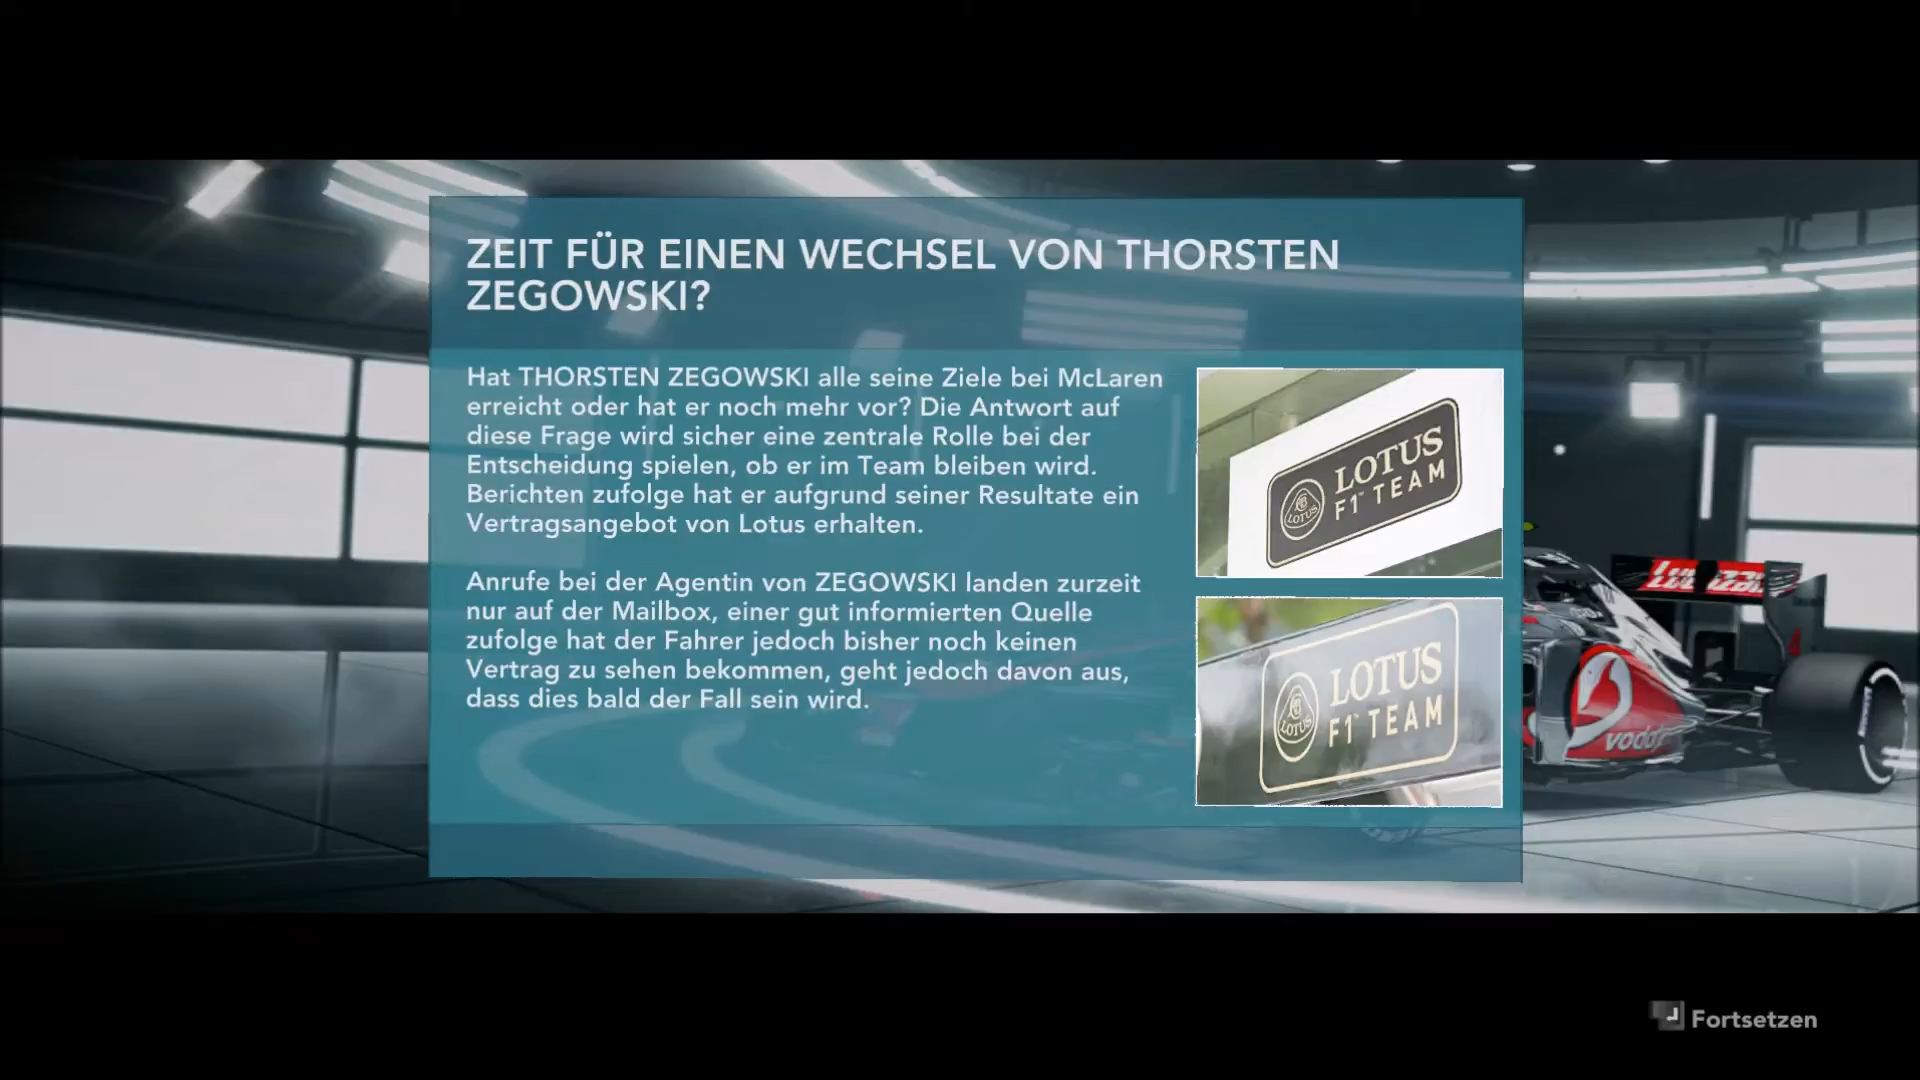 ZEIT FÜR EINEN WECHSEL VON THORSTEN
ZEGOWSKI?
Hat THORSTEN ZEGOWSKI alle seine Ziele bei McLaren
erreicht oder hat er noch mehr vor? Die Antwort auf
diese Frage wird sicher eine zentrale Rolle bei der
Entscheidung spielen, ob er im Team bleiben wird.
Berichten zufolge hat er aufgrund seiner Resultate ein
Vertragsangebot von Lotus erhalten.
Anrufe bei der Agentin von ZEGOWSKI landen zurzeit
nur auf der Mailbox, einer gut informierten Quelle
zufolge hat der Fahrer jedoch bisher noch keinen
Vertrag zu sehen bekommen, geht jedoch davon aus,
dass dies bald der Fall sein wird.
LOTUS
LOTUS
F1™ TEAM
LOTUS
LOTUS
F1™ TEAM
4
Fortsetzen